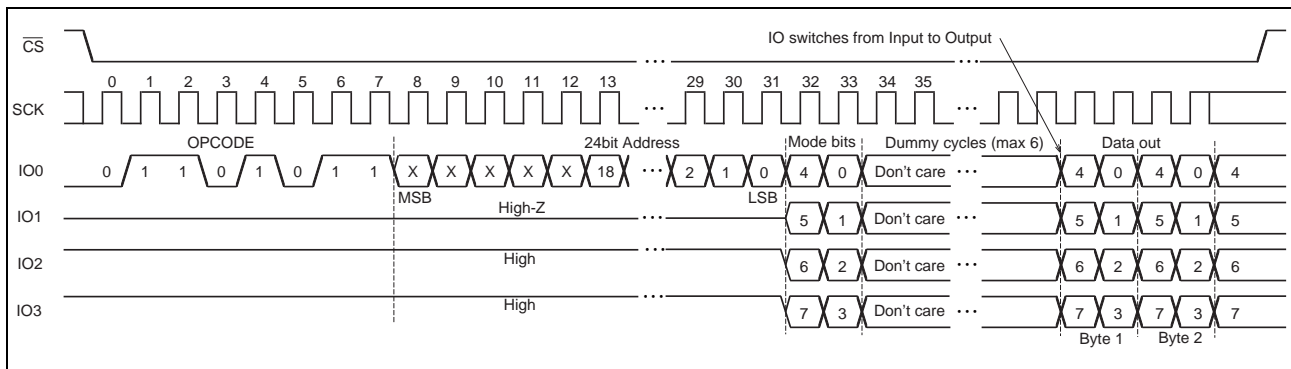 CS
IO switches from Input to Output
...
...
0 1 2 3 4 5 6 7 8 9 10 11 12 13 29 30 31 32 33 34 35
SCK
...
...
OPCODE 24bit Address Mode bits Dummy cycles (max 6) Data out
IO0 0 1 1 0 1 0 1 1 X X X X X 18 ... 2 1 0 4 0 Don't care ... 4 0 4 0 4
MSB LSB
IO1 High-Z ... 5 1 Don't care ... 5 1 5 1 5
IO2 High ... 6 2 Don't care ... 6 2 6 2 6
IO3 High ... 7 3 Don't care ... 7 3 7 3 7
Byte 1 Byte 2